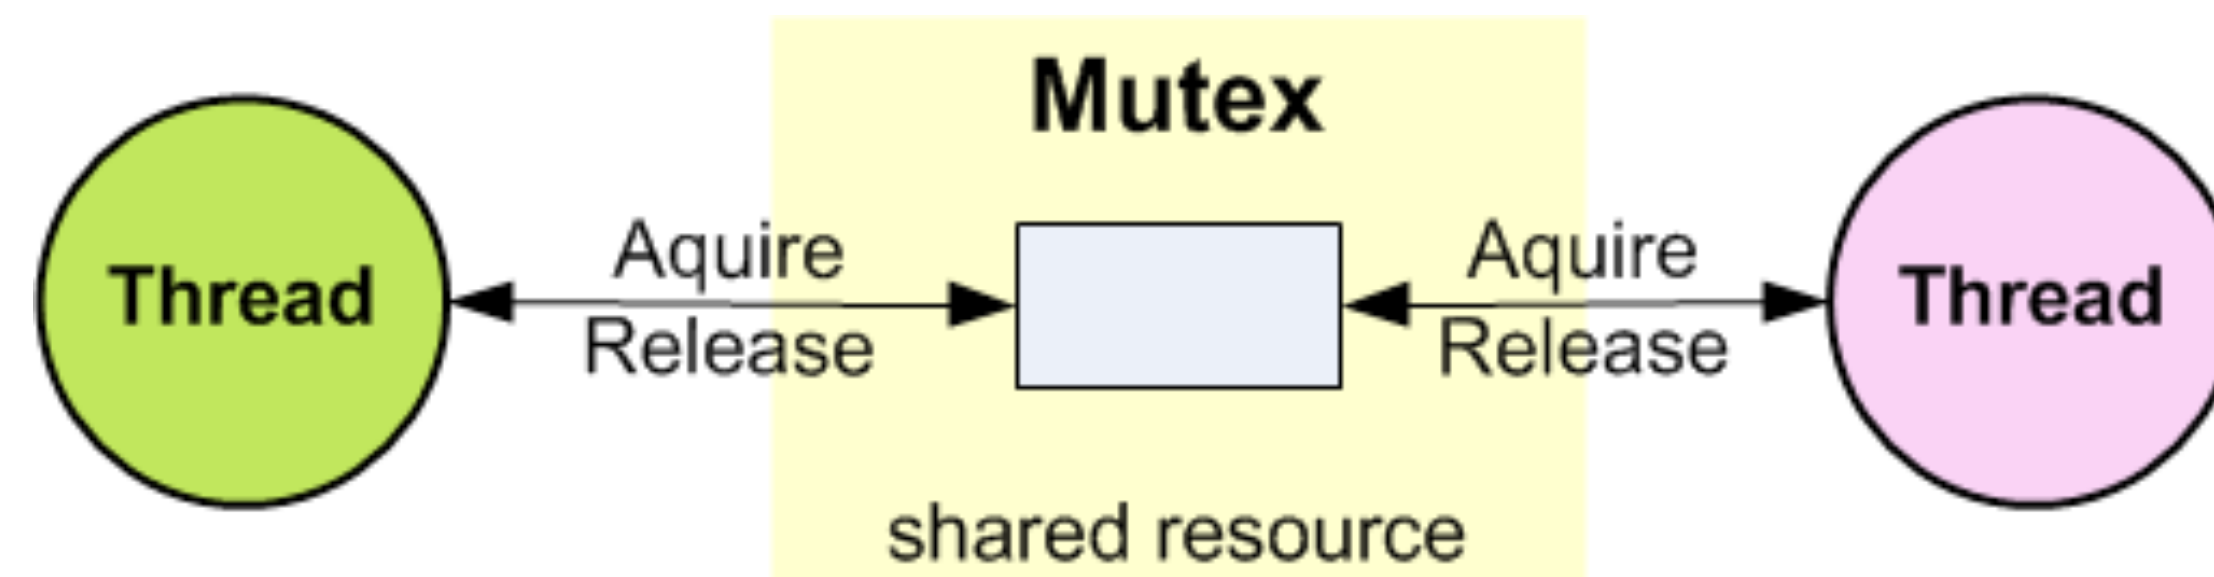 Mutex
Thread
Aquire
Release
Aquire
Release
Thread
shared resource